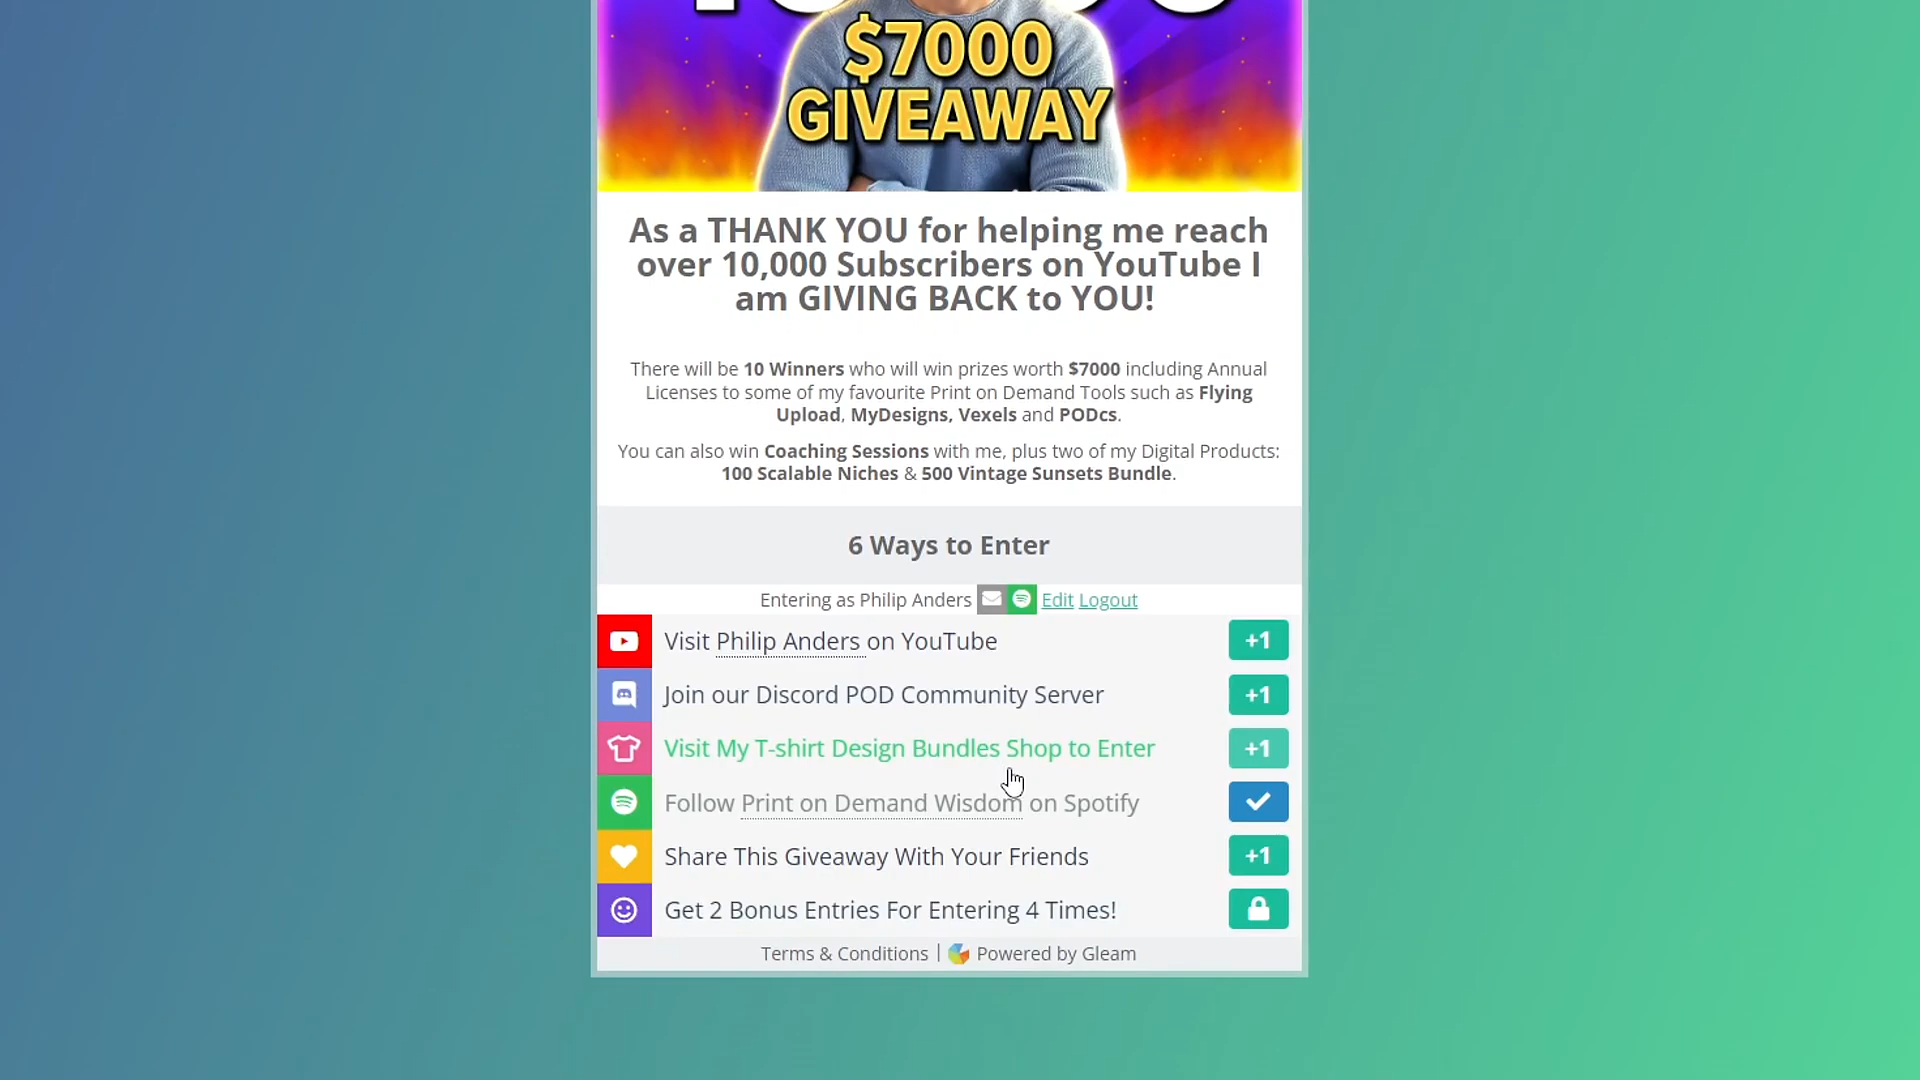 $7000
GIVEAWAY
As a THANK YOU for helping me reach
over 10,000 Subscribers on YouTube I
am GIVING BACK to YOU!
There will be 10 Winners who will win prizes worth $7000 including Annual
Licenses to some of my favourite Print on Demand Tools such as Flying
Upload, MyDesigns, Vexels and PODcs.
You can also win Coaching Sessions with me, plus two of my Digital Products:
100 Scalable Niches & 500 Vintage Sunsets Bundle.
6 Ways to Enter
Entering as Philip Anders Edit Logout
Visit Philip Anders on YouTube +1
Join our Discord POD Community Server +1
Visit My T-shirt Design Bundles Shop to Enter +1
Follow Print on Demand Wisdom on Spotify
Share This Giveaway With Your Friends +1
Get 2 Bonus Entries For Entering 4 Times!
Terms & Conditions | Powered by Gleam